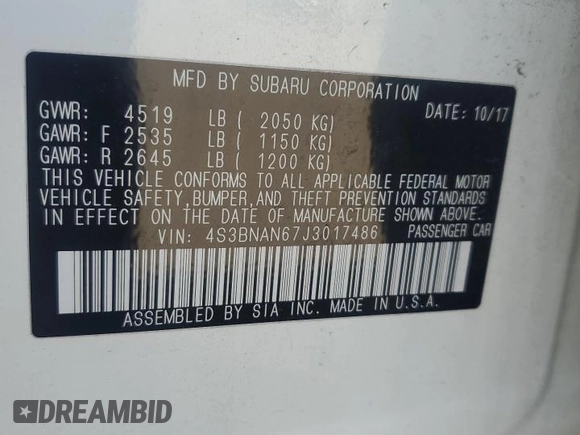 MFD BY SUBARU CORPORATION
GVWR: 4519 LB ( 2050 KG) DATE: 10/17
GAWR: F 2535 LB ( 1150 KG)
GAWR: R 2645 LB ( 1200 KG)
THIS VEHICLE CONFORMS TO ALL APPLICABLE FEDERAL MOTOR
VEHICLE SAFETY, BUMPER, AND THEFT PREVENTION STANDARDS
IN EFFECT ON THE DATE OF MANUFACTURE SHOWN ABOVE.
VIN: 4S3BNAN67J3017486 PASSENGER CAR
ASSEMBLED BY SIA INC. MADE IN U.S.A.
DREAMBID